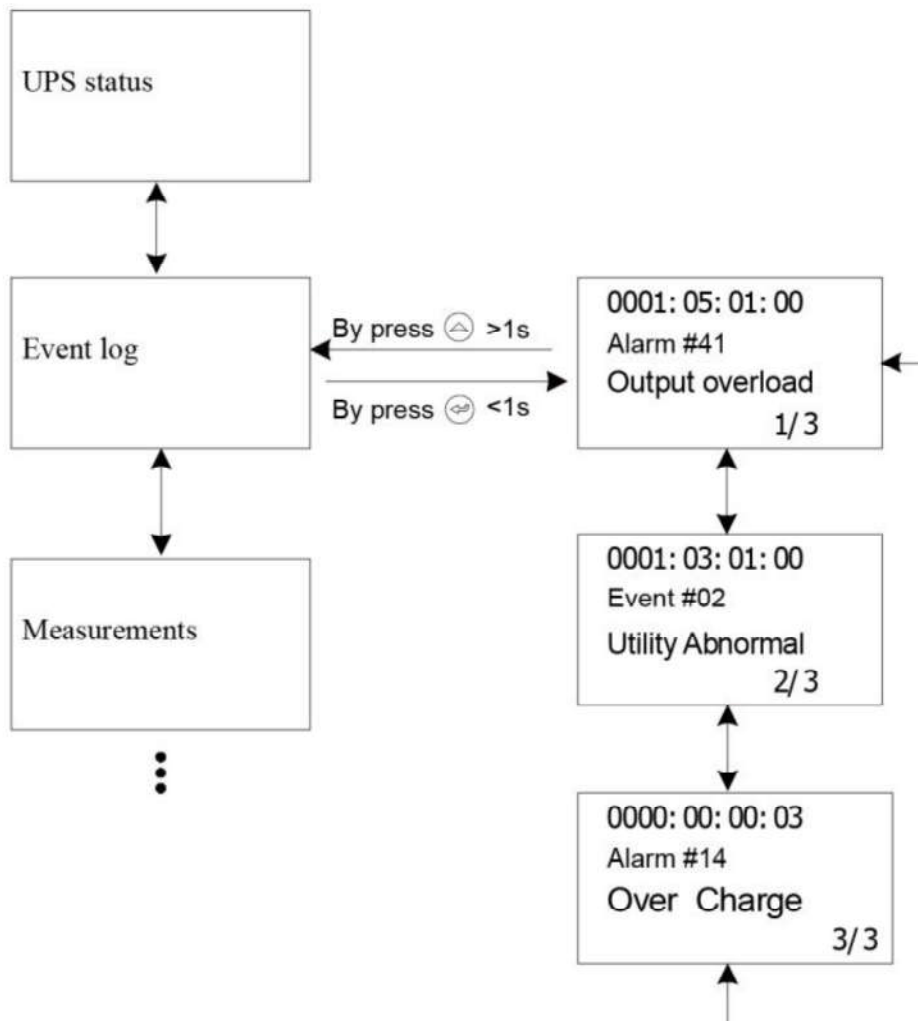 UPS status
Event log
By press >1s
By press <1s
Measurements
0001: 05: 01: 00
Alarm #41
Output overload
1/3
0001: 03: 01: 00
Event #02
Utility Abnormal
2/3
0000: 00: 00: 03
Alarm #14
Over Charge
3/3